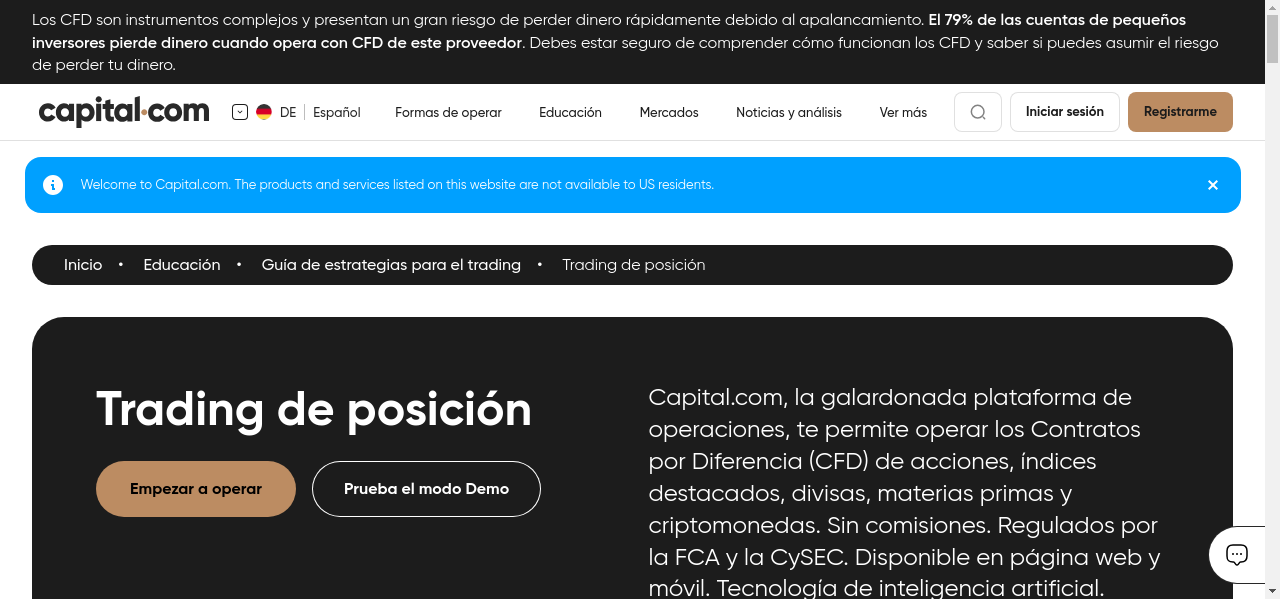 Los CFD son instrumentos complejos y presentan un gran riesgo de perder dinero rápidamente debido al apalancamiento. El 79% de las cuentas de pequeños
inversores pierde dinero cuando opera con CFD de este proveedor. Debes estar seguro de comprender cómo funcionan los CFD y saber si puedes asumir el riesgo
de perder tu dinero.
capital.com
DE Español Formas de operar Educación Mercados Noticias y análisis Ver más Iniciar sesión Registrarme
Welcome to Capital.com. The products and services listed on this website are not available to US residents.
Inicio • Educación • Guía de estrategias para el trading • Trading de posición
Trading de posición
Empezar a operar Prueba el modo Demo
Capital.com, la galardonada plataforma de
operaciones, te permite operar los Contratos
por Diferencia (CFD) de acciones, índices
destacados, divisas, materias primas y
criptomonedas. Sin comisiones. Regulados por
la FCA y la CySEC. Disponible en página web y
móvil. Tecnología de inteligencia artificial.